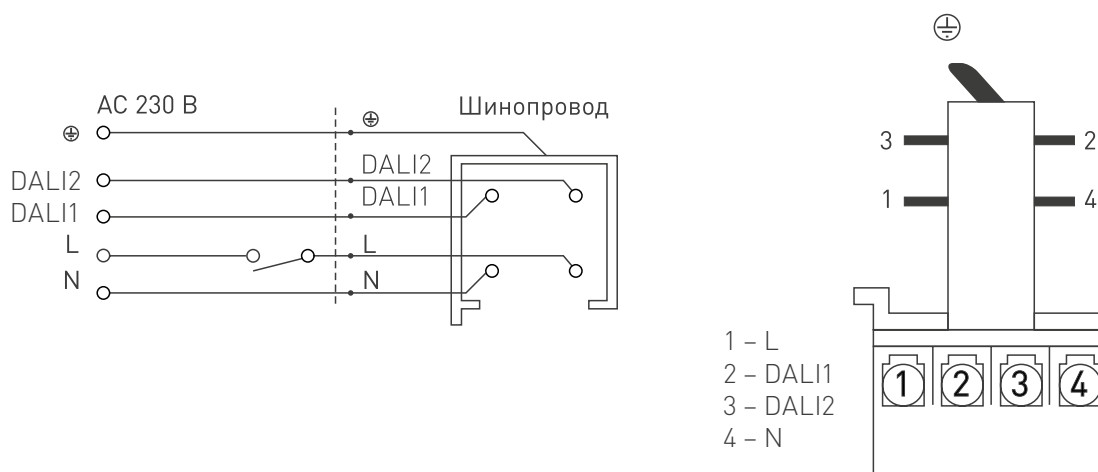 AC 230 В
Шинопровод
DALI2
DALI2
DALI1
DALI1
L
L
N
N
3
2
1
4
1 – L
2 – DALI1
3 – DALI2
4 – N
1 2 3 4